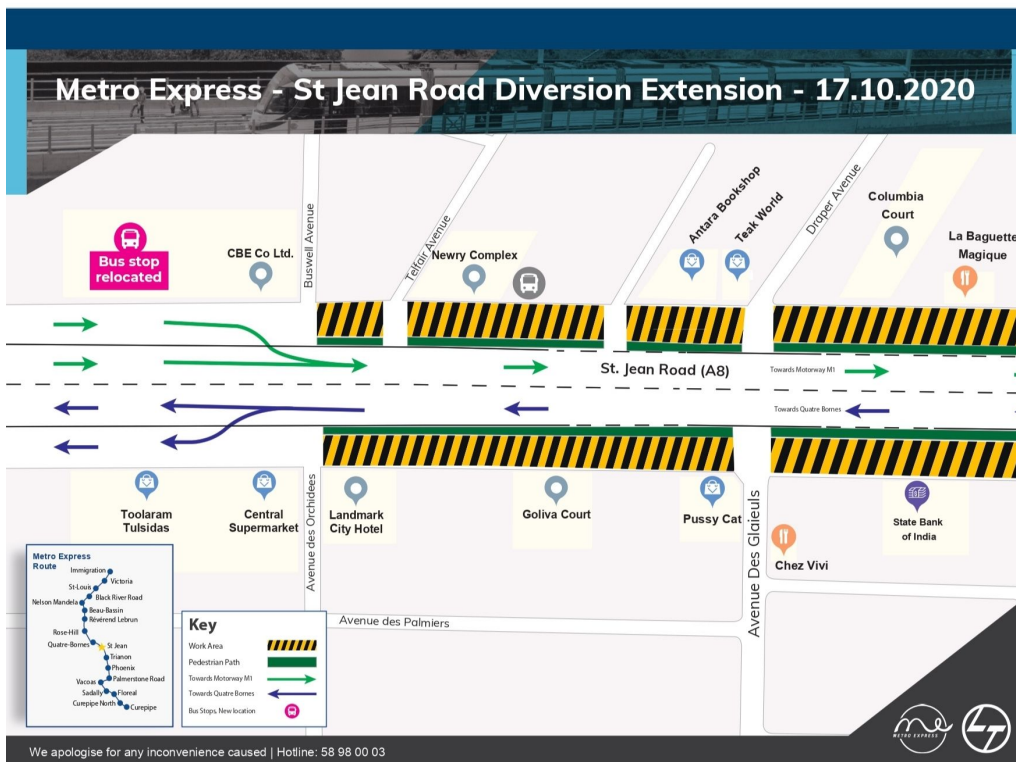 Metro Express - St Jean Road Diversion Extension - 17.10.2020
Buswell Avenue
Telfair Avenue
Antara Bookshop
Teak World
Draper Avenue
Columbia
Court
La Baguette
Magique
Bus stop
relocated
CBE Co Ltd.
Newry Complex
St. Jean Road (A8)
Towards Motorway M1
Towards Quatre Bornes
Toolaram
Tulsidas
Central
Supermarket
Avenue des Orchidees
Landmark
City Hotel
Goliva Court
Pussy Cat
Avenue Des Glaieuls
Chez Vivi
State Bank
of India
Avenue des Palmiers
Metro Express
Route
Immigration
Victoria
St-Louis
Black River Road
Nelson Mandela
Beau-Bassin
Révérend Lebrun
Rose-Hill
Quatre-Bornes
St Jean
Trianon
Phoenix
Palmerstone Road
Vacoas
Sadally
Floreal
Curepipe North
Curepipe
Key
Work Area
Pedestrian Path
Towards Motorway M1
Towards Quatre Bornes
Bus Stops, New location
We apologise for any inconvenience caused | Hotline: 58 98 00 03
me
METRO EXPRESS
LT